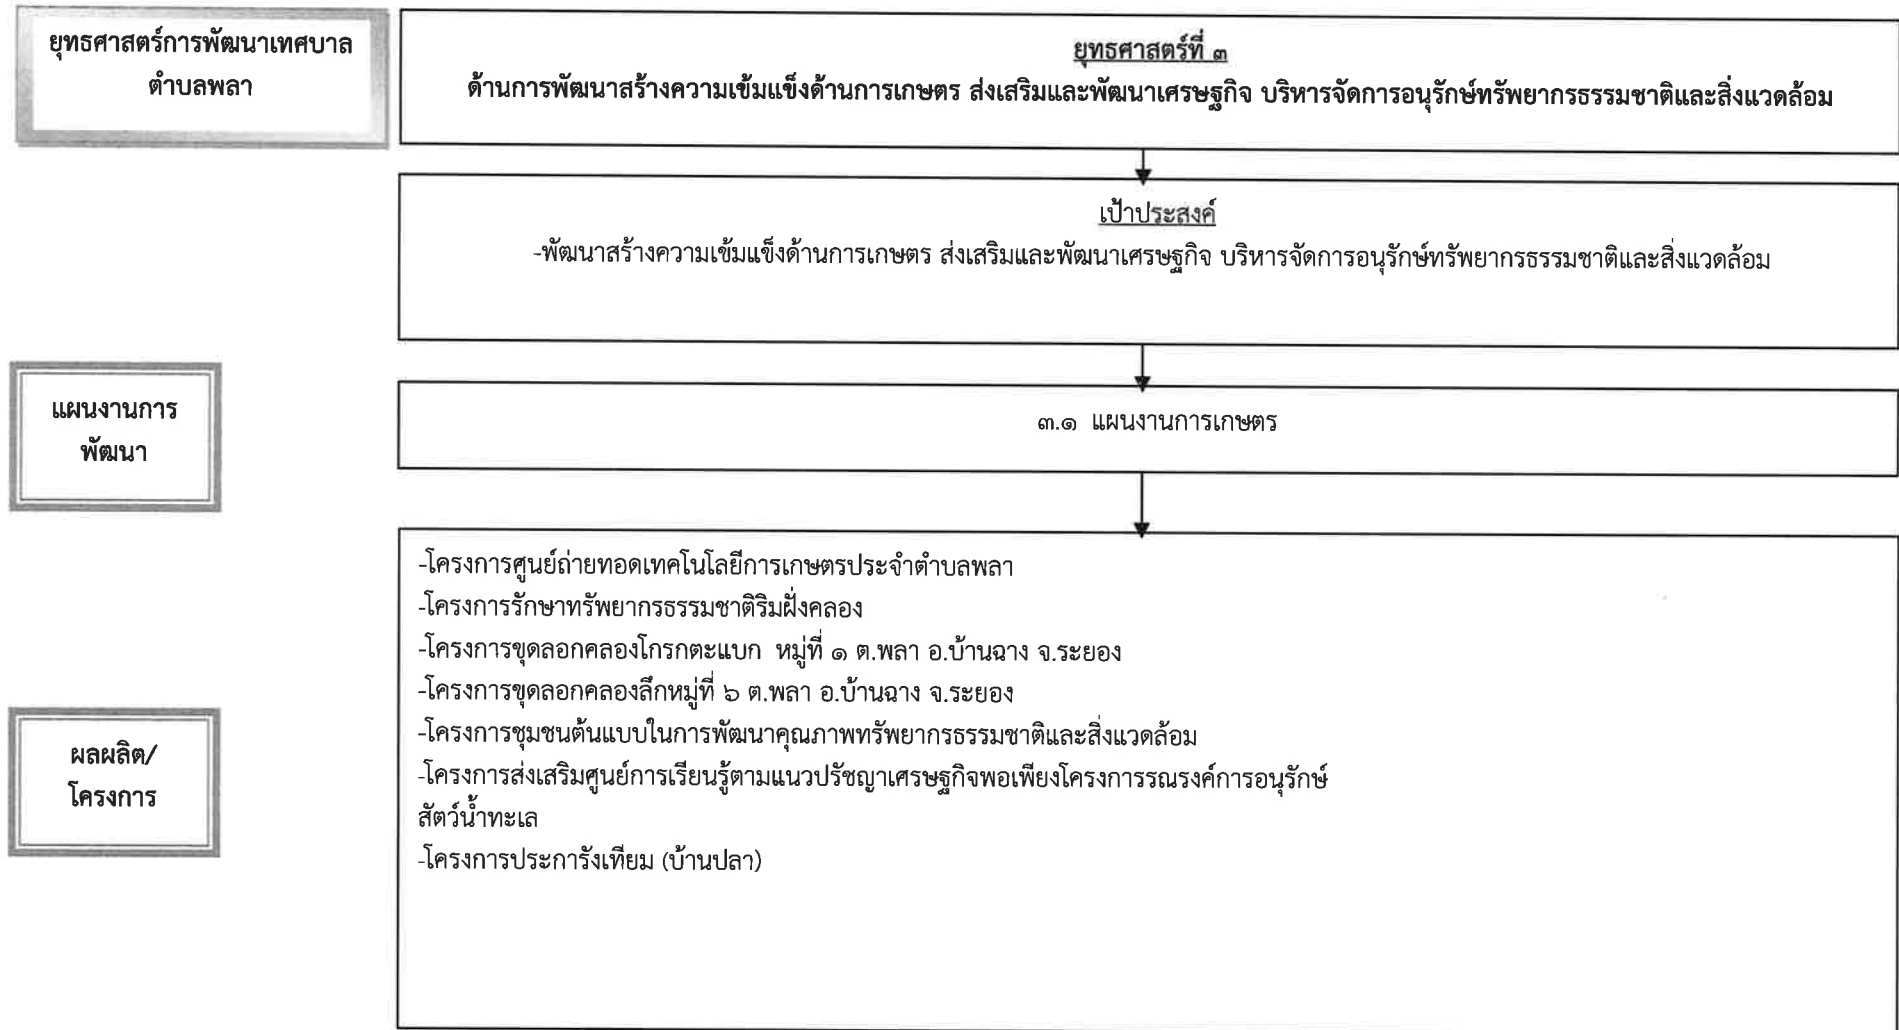 ยุทธศาสตร์การพัฒนาเทศบาล
ตำบลพลา
ยุทธศาสตร์ที่ ๓
ด้านการพัฒนาสร้างความเข้มแข็งด้านการเกษตร ส่งเสริมและพัฒนาเศรษฐกิจ บริหารจัดการอนุรักษ์ทรัพยากรธรรมชาติและสิ่งแวดล้อม
เป้าประสงค์
-พัฒนาสร้างความเข้มแข็งด้านการเกษตร ส่งเสริมและพัฒนาเศรษฐกิจ บริหารจัดการอนุรักษ์ทรัพยากรธรรมชาติและสิ่งแวดล้อม
แผนงานการ
พัฒนา
๓.๑ แผนงานการเกษตร
ผลผลิต/
โครงการ
-โครงการศูนย์ถ่ายทอดเทคโนโลยีการเกษตรประจำตำบลพลา
-โครงการรักษาทรัพยากรธรรมชาติริมฝั่งคลอง
-โครงการขุดลอกคลองโกรกตะแบก หมู่ที่ ๑ ต.พลา อ.บ้านฉาง จ.ระยอง
-โครงการขุดลอกคลองลึกหมู่ที่ ๖ ต.พลา อ.บ้านฉาง จ.ระยอง
-โครงการชุมชนต้นแบบในการพัฒนาคุณภาพทรัพยากรธรรมชาติและสิ่งแวดล้อม
-โครงการส่งเสริมศูนย์การเรียนรู้ตามแนวปรัชญาเศรษฐกิจพอเพียงโครงการรณรงค์การอนุรักษ์
สัตว์น้ำทะเล
-โครงการประการังเทียม (บ้านปลา)